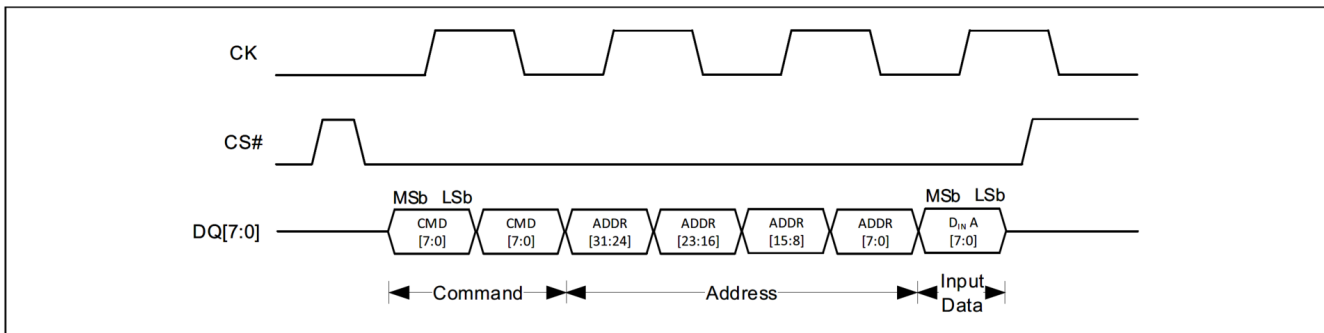 CK
CS#
MSb LSb MSb LSb
DQ[7:0]
CMD CMD ADDR ADDR ADDR ADDR DIN A
[7:0] [7:0] [31:24] [23:16] [15:8] [7:0] [7:0]
Command Address Input
Data